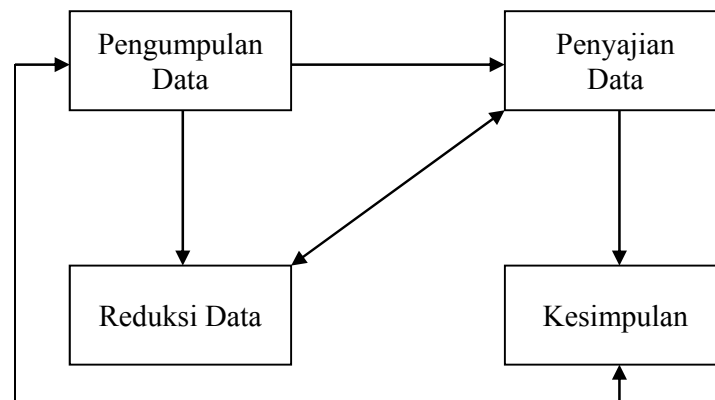 Pengumpulan
Data
Penyajian
Data
Reduksi Data
Kesimpulan